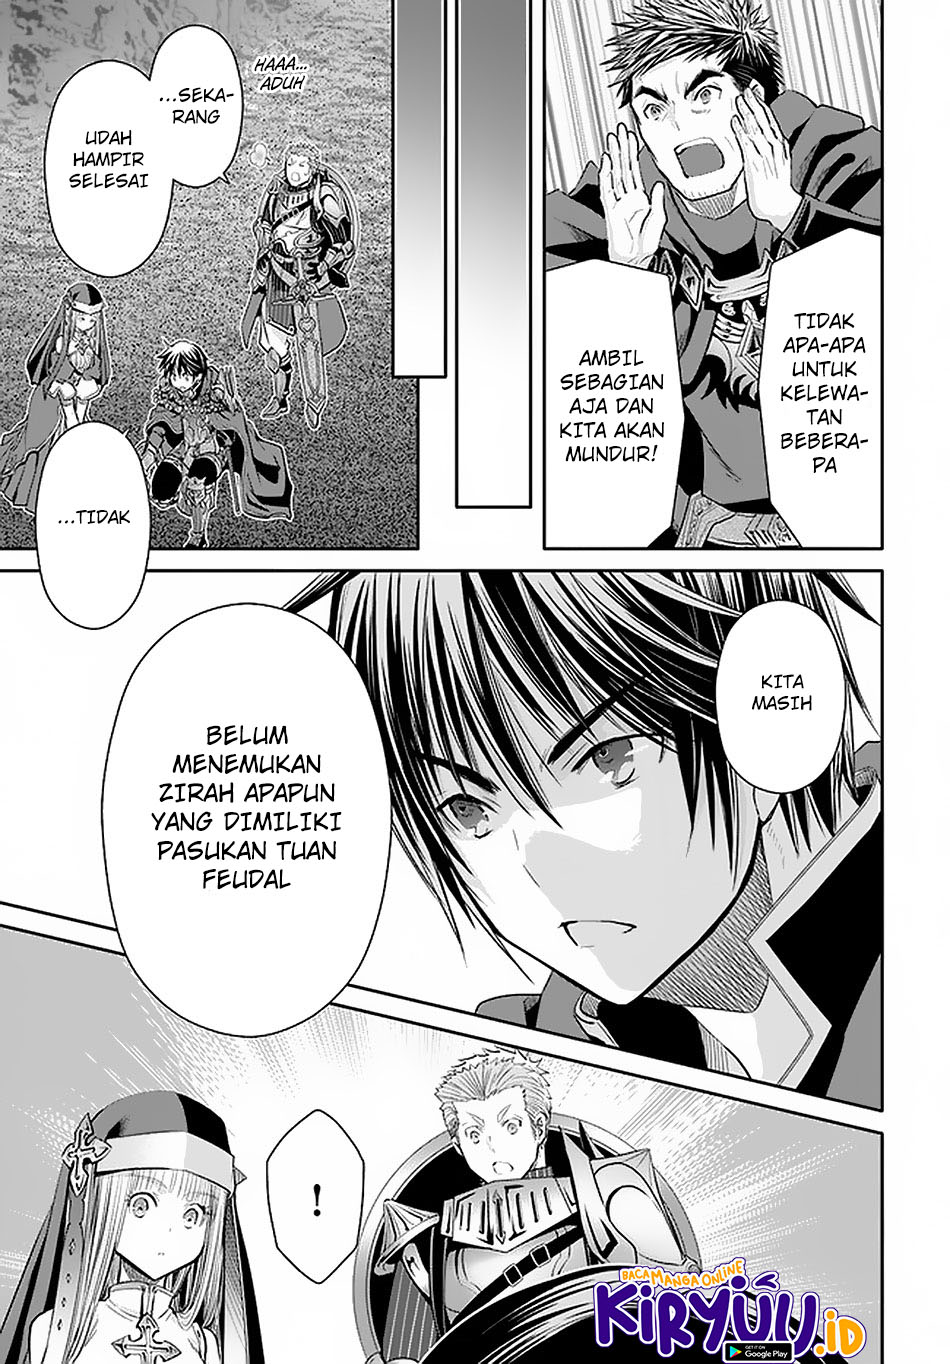 TIDAK
APA-APA
UNTUK
KELEWA-
TAN
BEBERA-
PA
AMBIL
SEBAGIAN
AJA DAN
KITA AKAN
MUNDUR!
HAAA...
ADUH
...SEKA-
RANG
UDAH
HAMPIR
SELESAI
...TIDAK
KITA
MASIH
BELUM
MENEMUKAN
ZIRAH APAPUN
YANG DIMILIKI
PASUKAN TUAN
FEUDAL
!
BACA MANGA ONLINE
KIRYUU.iD
GET IT ON
Google Play